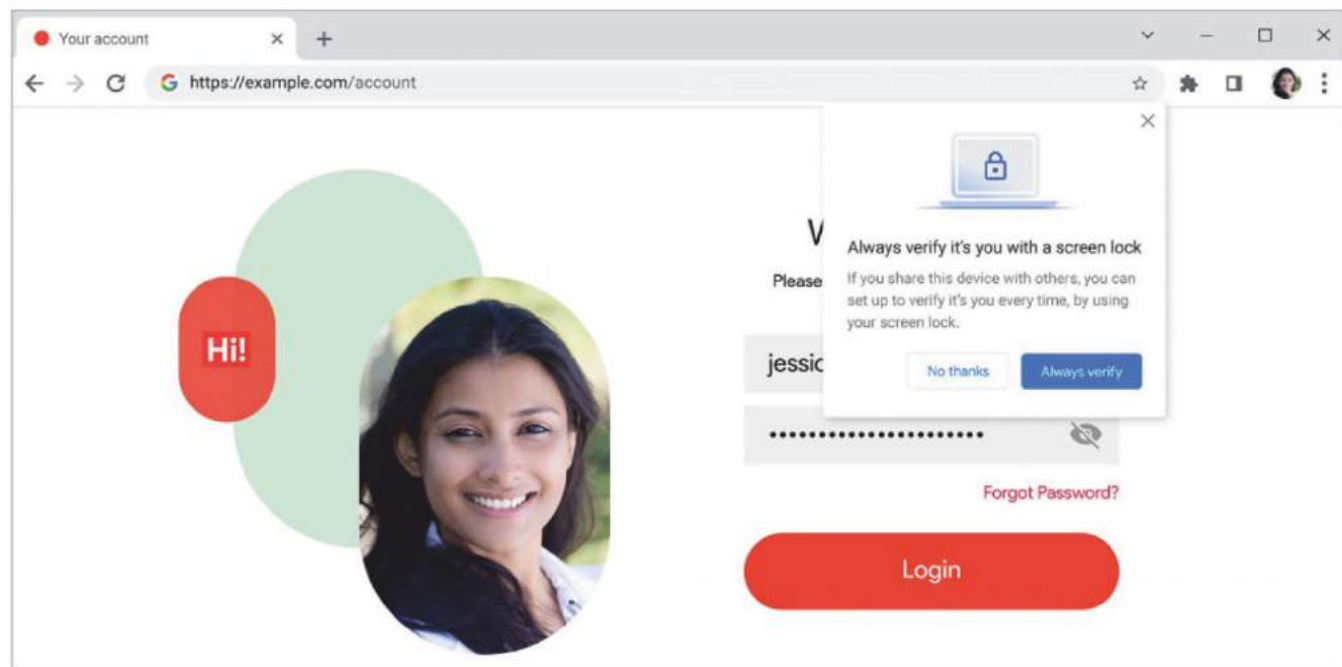 Your account
https://example.com/account
Always verify it's you with a screen lock
Please
If you share this device with others, you can
set up to verify it's you every time, by using
your screen lock.
Hi!
No thanks
Always verify
••••••••••••••••••••••
Forgot Password?
Login